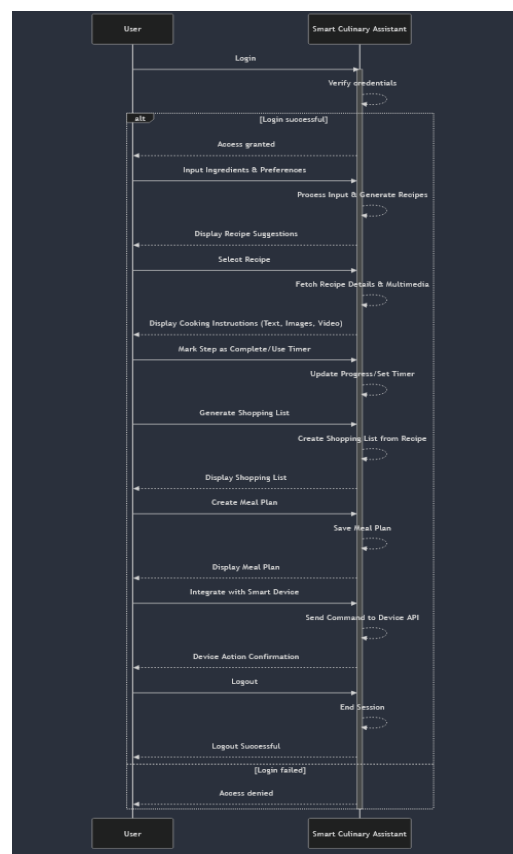 User
Smart Culinary Assistant
Login
Verify credentials
alt
[Login successful]
Access granted
Input Ingredients & Preferences
Process Input & Generate Recipes
Display Recipe Suggestions
Select Recipe
Fetch Recipe Details & Multimedia
Display Cooking Instructions (Text, Images, Video)
Mark Step as Complete/Use Timer
Update Progress/Set Timer
Generate Shopping List
Create Shopping List from Recipe
Display Shopping List
Create Meal Plan
Save Meal Plan
Display Meal Plan
Integrate with Smart Device
Send Command to Device API
Device Action Confirmation
Logout
End Session
Logout Successful
[Login failed]
Access denied
User
Smart Culinary Assistant